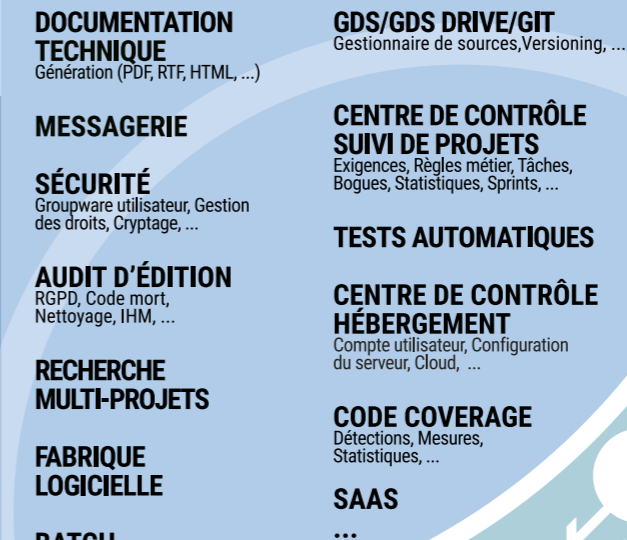 DOCUMENTATION
TECHNIQUE
Génération (PDF, RTF, HTML, ...)
MESSAGERIE
SÉCURITÉ
Groupware utilisateur, Gestion
des droits, Cryptage, ...
AUDIT D'ÉDITION
RGPD, Code mort,
Nettoyage, IHM, ...
RECHERCHE
MULTI-PROJETS
FABRIQUE
LOGICIELLE
BATCH
GDS/GDS DRIVE/GIT
Gestionnaire de sources,Versioning, ...
CENTRE DE CONTRÔLE
SUIVI DE PROJETS
Exigences, Règles métier, Tâches,
Bogues, Statistiques, Sprints, ...
TESTS AUTOMATIQUES
CENTRE DE CONTRÔLE
HÉBERGEMENT
Compte utilisateur, Configuration
du serveur, Cloud, ...
CODE COVERAGE
Détections, Mesures,
Statistiques, ...
SAAS
...